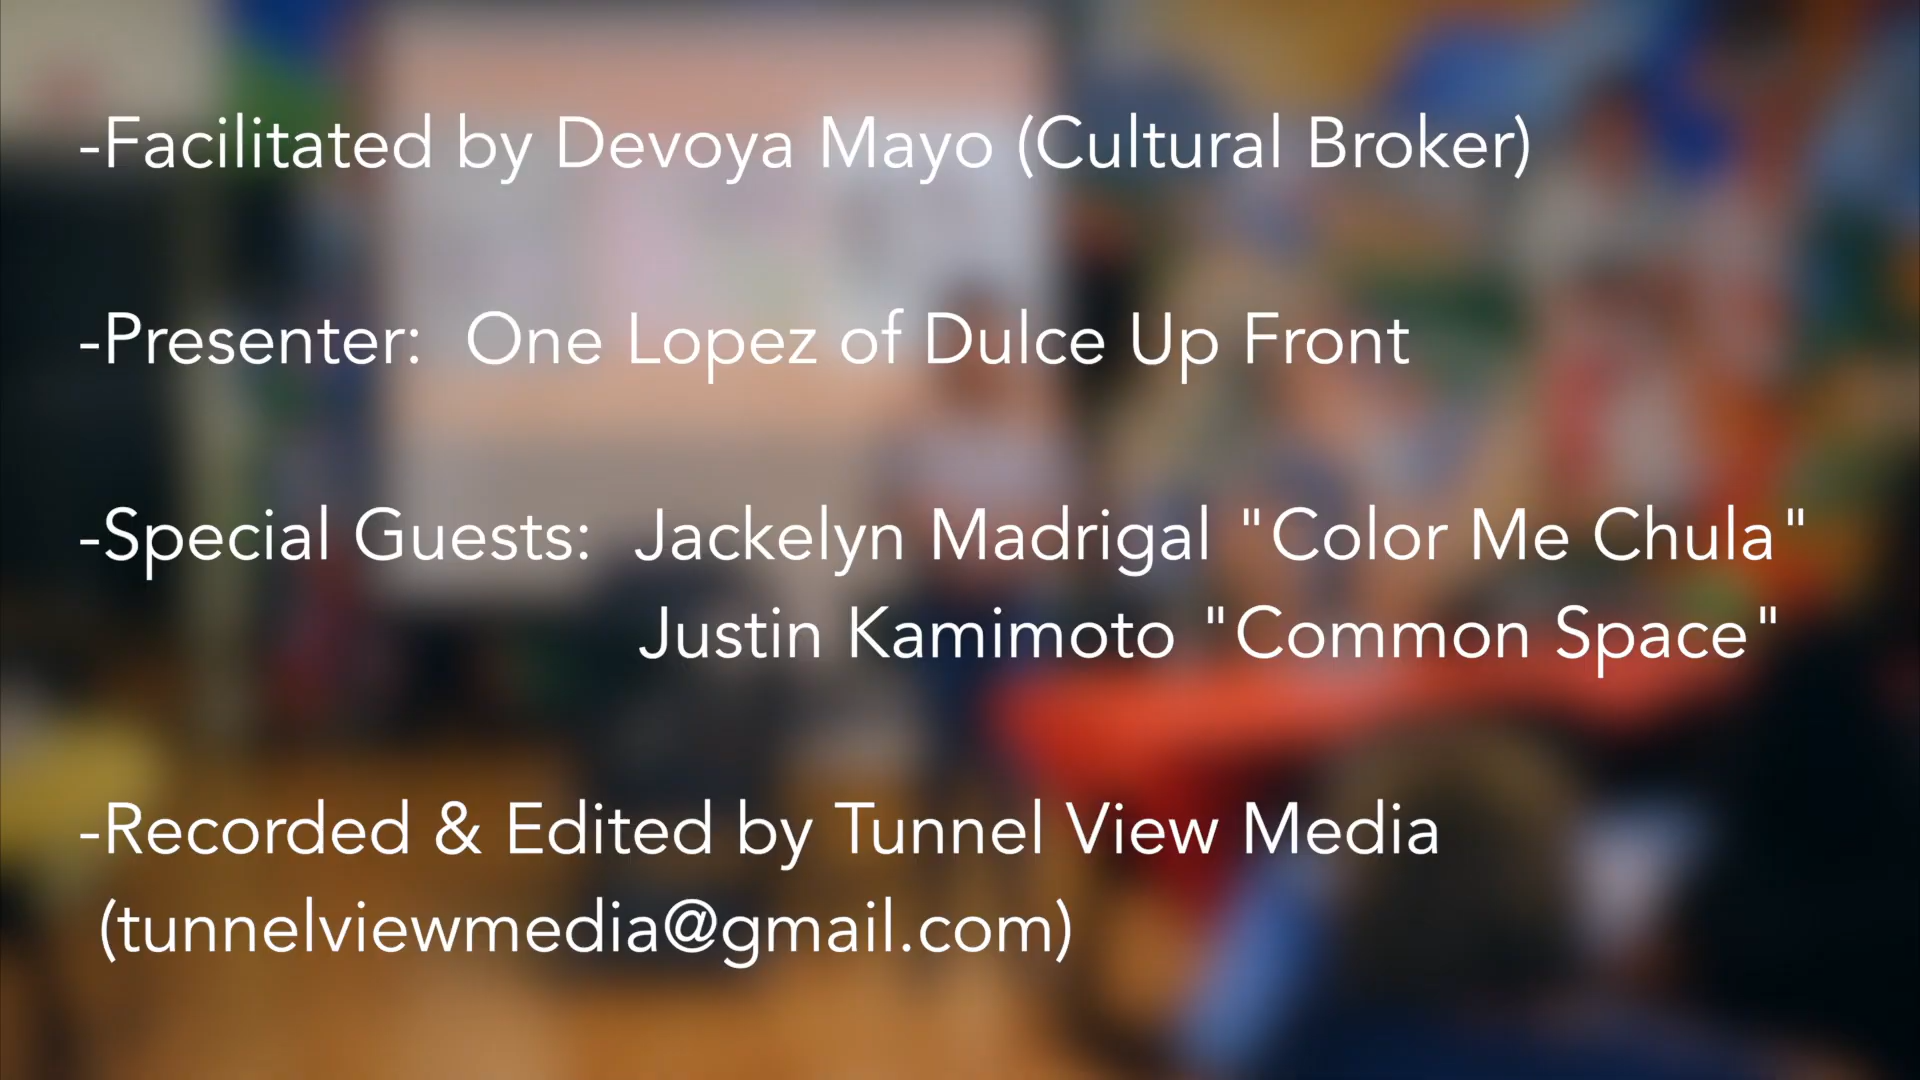 -Facilitated by Devoya Mayo (Cultural Broker)
-Presenter:  One Lopez of Dulce Up Front
-Special Guests:  Jackelyn Madrigal "Color Me Chula"
Justin Kamimoto "Common Space"
-Recorded & Edited by Tunnel View Media
(tunnelviewmedia@gmail.com)